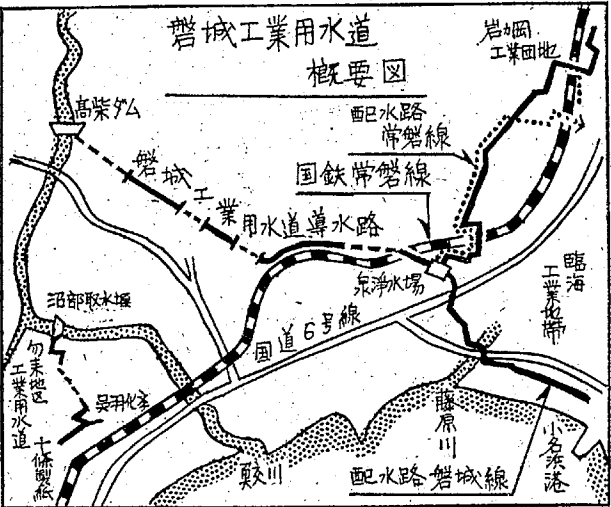 磐城工業用水道
概要図
岩ヶ岡
工業団地
高柴ダム
配水路
常磐線
国鉄常磐線
磐城工業用水道導水路
泉浄水場
臨海
工業地帯
沼部取水堰
国道6号線
勿来地区
工業用水道
呉羽化学
十條製紙
鮫川
藤原川
小名浜港
配水路磐城線